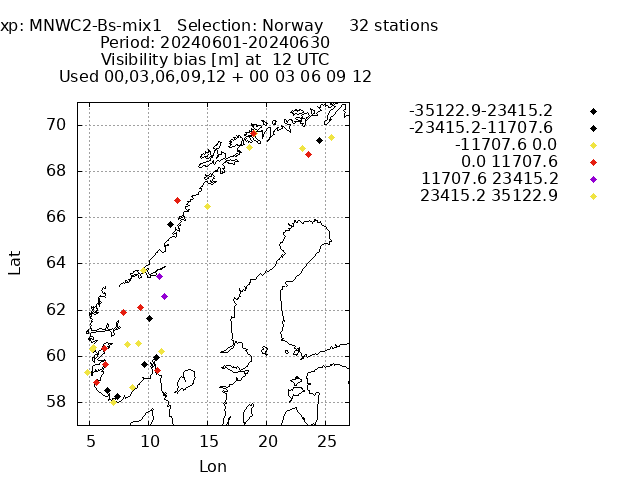 xp: MNWC2-Bs-mix1 Selection: Norway 32 stations
Period: 20240601-20240630
Visibility bias [m] at 12 UTC
Used 00,03,06,09,12 + 00 03 06 09 12
-35122.9-23415.2
-23415.2-11707.6
-11707.6 0.0
0.0 11707.6
11707.6 23415.2
23415.2 35122.9
70
68
66
64
62
60
58
Lat
5 10 15 20 25
Lon